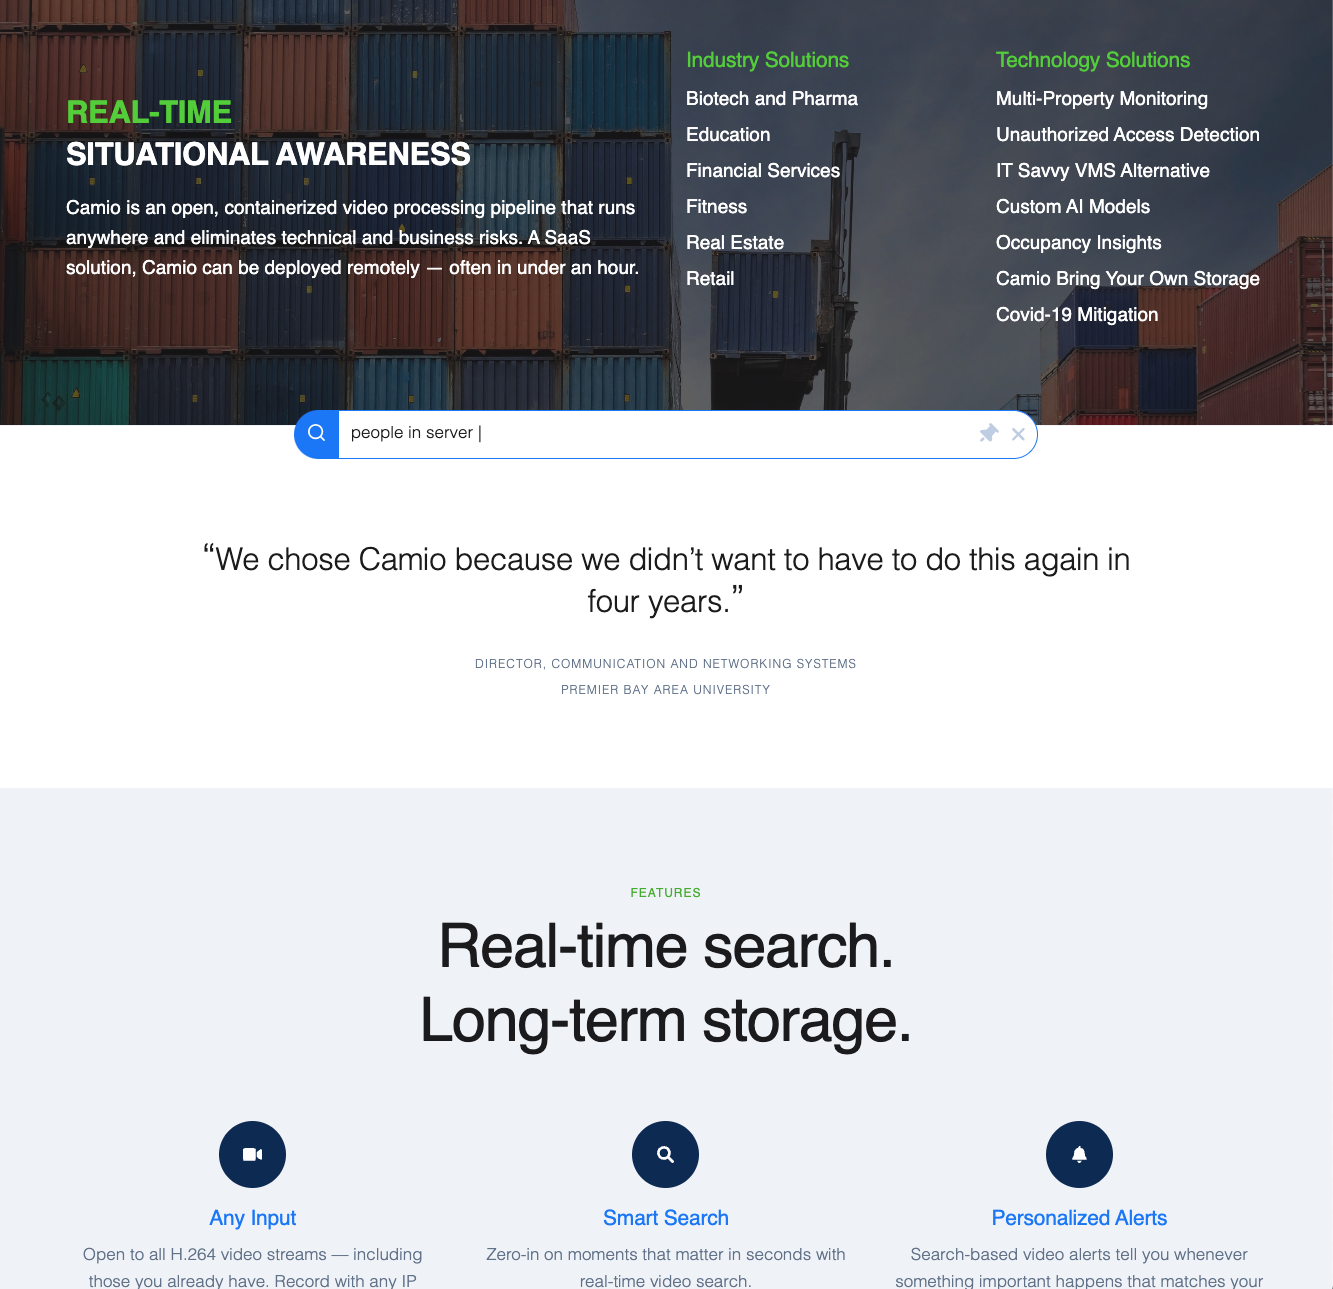 REAL-TIME
SITUATIONAL AWARENESS
Camio is an open, containerized video processing pipeline that runs
anywhere and eliminates technical and business risks. A SaaS
solution, Camio can be deployed remotely — often in under an hour.
Industry Solutions
Biotech and Pharma
Education
Financial Services
Fitness
Real Estate
Retail
Technology Solutions
Multi-Property Monitoring
Unauthorized Access Detection
IT Savvy VMS Alternative
Custom AI Models
Occupancy Insights
Camio Bring Your Own Storage
Covid-19 Mitigation
people in server |
“We chose Camio because we didn’t want to have to do this again in
four years.”
DIRECTOR, COMMUNICATION AND NETWORKING SYSTEMS
PREMIER BAY AREA UNIVERSITY
FEATURES
Real-time search.
Long-term storage.
Any Input
Open to all H.264 video streams — including
those you already have. Record with any IP
Smart Search
Zero-in on moments that matter in seconds with
real-time video search.
Personalized Alerts
Search-based video alerts tell you whenever
something important happens that matches your